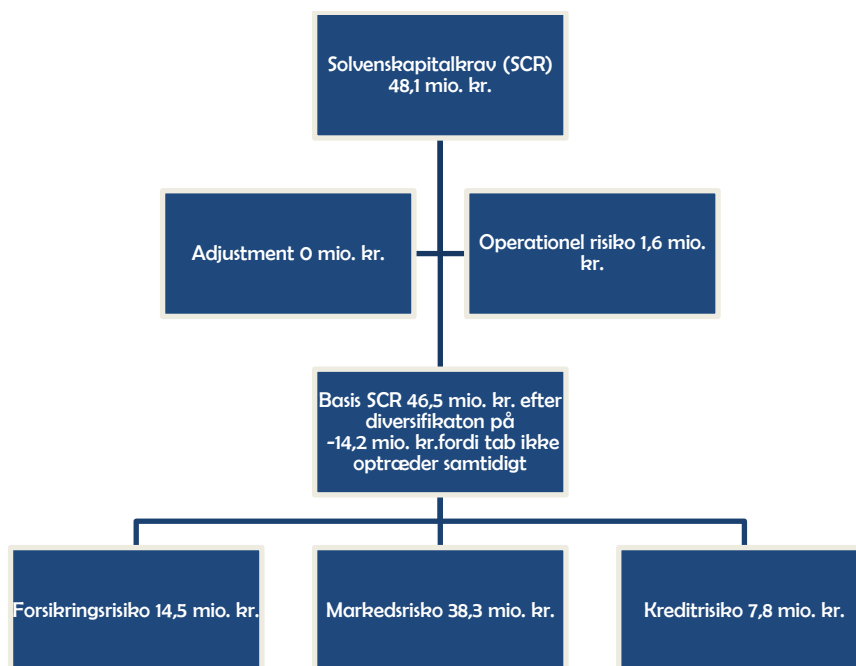 Solvenskapitalkrav (SCR)
48,1 mio. kr.
Adjustment 0 mio. kr.
Operationel risiko 1,6 mio.
kr.
Basis SCR 46,5 mio. kr. efter
diversifikaton på
-14,2 mio. kr.fordi tab ikke
optræder samtidigt
Forsikringsrisiko 14,5 mio. kr.
Markedsrisko 38,3 mio. kr.
Kreditrisiko 7,8 mio. kr.